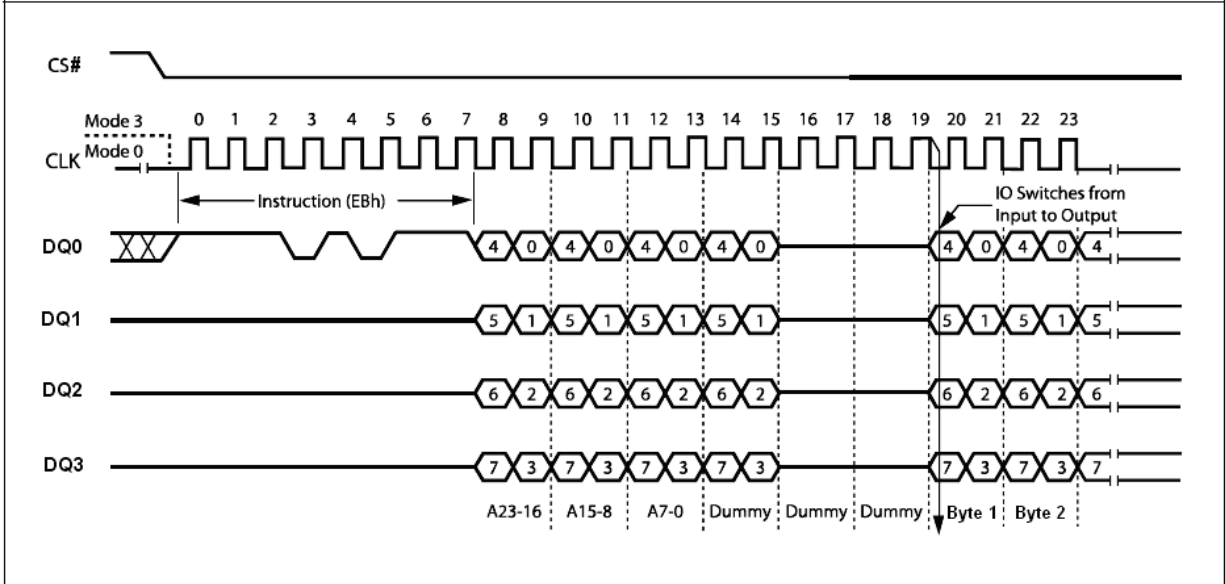 CS#
Mode 3
0 1 2 3 4 5 6 7 8 9 10 11 12 13 14 15 16 17 18 19 20 21 22 23
Mode 0
CLK
Instruction (EBh)
IO Switches from
Input to Output
DQ0 4 0 4 0 4 0 4 0 4 0 4 0 4
DQ1 5 1 5 1 5 1 5 1 5 1 5 1 5
DQ2 6 2 6 2 6 2 6 2 6 2 6 2 6
DQ3 7 3 7 3 7 3 7 3 7 3 7 3 7
A23-16 A15-8 A7-0 Dummy Dummy Dummy Byte 1 Byte 2